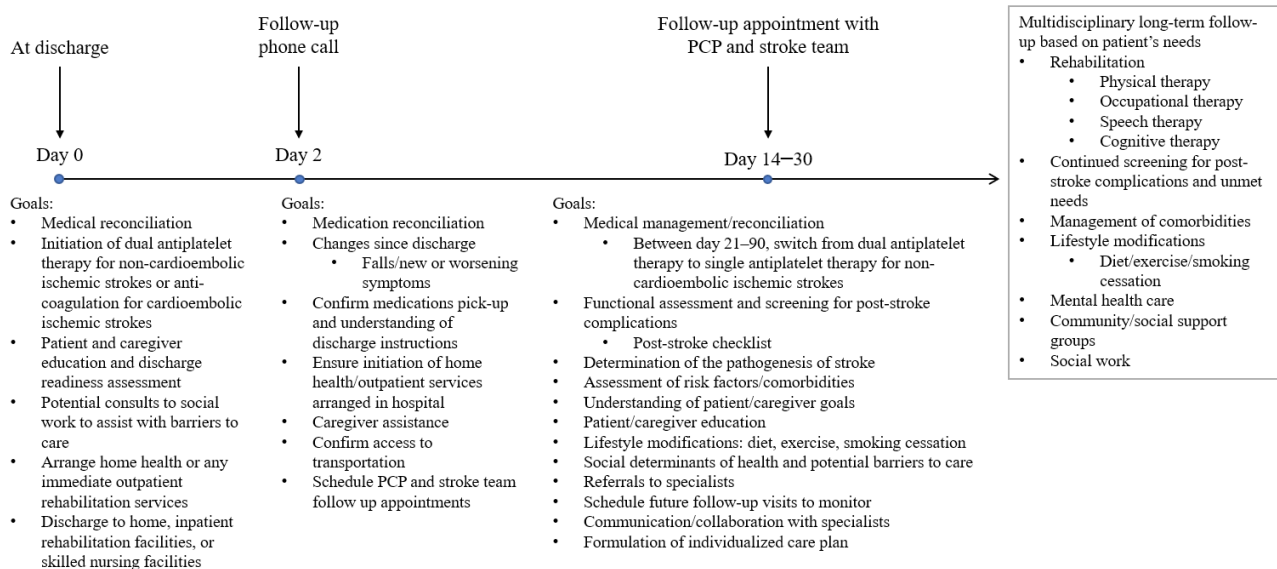 At discharge
Day 0
Goals:
• Medical reconciliation
• Initiation of dual antiplatelet
therapy for non-cardioembolic
ischemic strokes or anti-
coagulation for cardioembolic
ischemic strokes
• Patient and caregiver
education and discharge
readiness assessment
• Potential consults to social
work to assist with barriers to
care
• Arrange home health or any
immediate outpatient
rehabilitation services
• Discharge to home, inpatient
rehabilitation facilities, or
skilled nursing facilities
Follow-up
phone call
Day 2
Goals:
• Medication reconciliation
• Changes since discharge
• Falls/new or worsening
symptoms
• Confirm medications pick-up
and understanding of
discharge instructions
• Ensure initiation of home
health/outpatient services
arranged in hospital
• Caregiver assistance
• Confirm access to
transportation
• Schedule PCP and stroke team
follow up appointments
Follow-up appointment with
PCP and stroke team
Day 14–30
Goals:
• Medical management/reconciliation
• Between day 21–90, switch from dual antiplatelet
therapy to single antiplatelet therapy for non-
cardioembolic ischemic strokes
• Functional assessment and screening for post-stroke
complications
• Post-stroke checklist
• Determination of the pathogenesis of stroke
• Assessment of risk factors/comorbidities
• Understanding of patient/caregiver goals
• Patient/caregiver education
• Lifestyle modifications: diet, exercise, smoking cessation
• Social determinants of health and potential barriers to care
• Referrals to specialists
• Schedule future follow-up visits to monitor
• Communication/collaboration with specialists
• Formulation of individualized care plan
Multidisciplinary long-term follow-
up based on patient's needs
• Rehabilitation
• Physical therapy
• Occupational therapy
• Speech therapy
• Cognitive therapy
• Continued screening for post-
stroke complications and unmet
needs
• Management of comorbidities
• Lifestyle modifications
• Diet/exercise/smoking
cessation
• Mental health care
• Community/social support
groups
• Social work